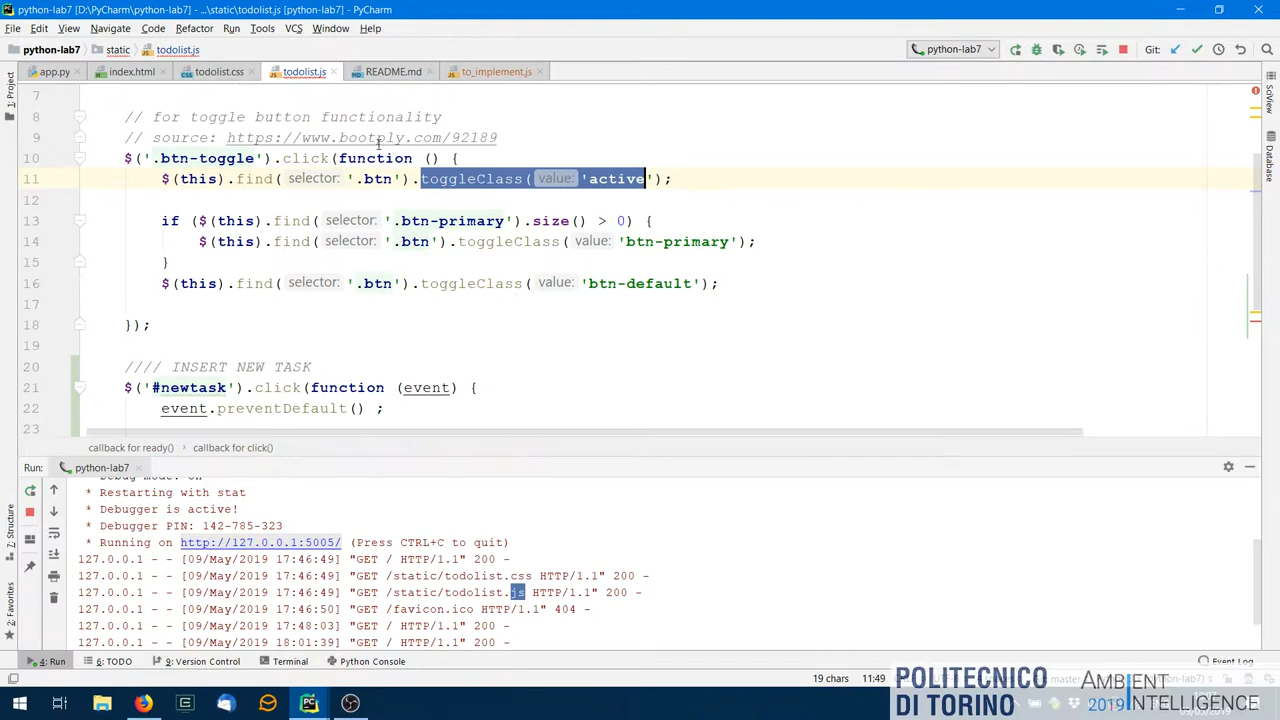 python-lab7 [D:\PyCharm\python-lab7] - ...\static\todolist.js - PyCharm
File Edit View Navigate Code Refactor Run Tools VCS Window Help
python-lab7 static todolist.js python-lab7 Git:
app.py index.html todolist.css todolist.js README.md to_implement.js
1: Project
SciView
Database
7
8 // for toggle button functionality
9 // source: https://www.bootply.com/92189
10 $('.btn-toggle').click(function () {
11 $(this).find( selector: '.btn').toggleClass( value: 'active');
12
13 if ($(this).find( selector: '.btn-primary').size() > 0) {
14 $(this).find( selector: '.btn').toggleClass( value: 'btn-primary');
15 }
16 $(this).find( selector: '.btn').toggleClass( value: 'btn-default');
17
18 });
19
20 //// INSERT NEW TASK
21 $('#newtask').click(function (event) {
22 event.preventDefault() ;
23
callback for ready() › callback for click()
Run: python-lab7
* Restarting with stat
* Debugger is active!
* Debugger PIN: 142-785-323
* Running on http://127.0.0.1:5005/ (Press CTRL+C to quit)
127.0.0.1 - - [09/May/2019 17:46:49] "GET / HTTP/1.1" 200 -
127.0.0.1 - - [09/May/2019 17:46:49] "GET /static/todolist.css HTTP/1.1" 200 -
127.0.0.1 - - [09/May/2019 17:46:49] "GET /static/todolist.js HTTP/1.1" 200 -
127.0.0.1 - - [09/May/2019 17:46:50] "GET /favicon.ico HTTP/1.1" 404 -
127.0.0.1 - - [09/May/2019 17:48:03] "GET / HTTP/1.1" 200 -
127.0.0.1 - - [09/May/2019 18:01:39] "GET / HTTP/1.1" 200 -
7: Structure
2: Favorites
4: Run 6: TODO 9: Version Control Terminal Python Console Event Log
19 chars 11:49
POLITECNICO DI TORINO
AMBIENT INTELLIGENCE 2019